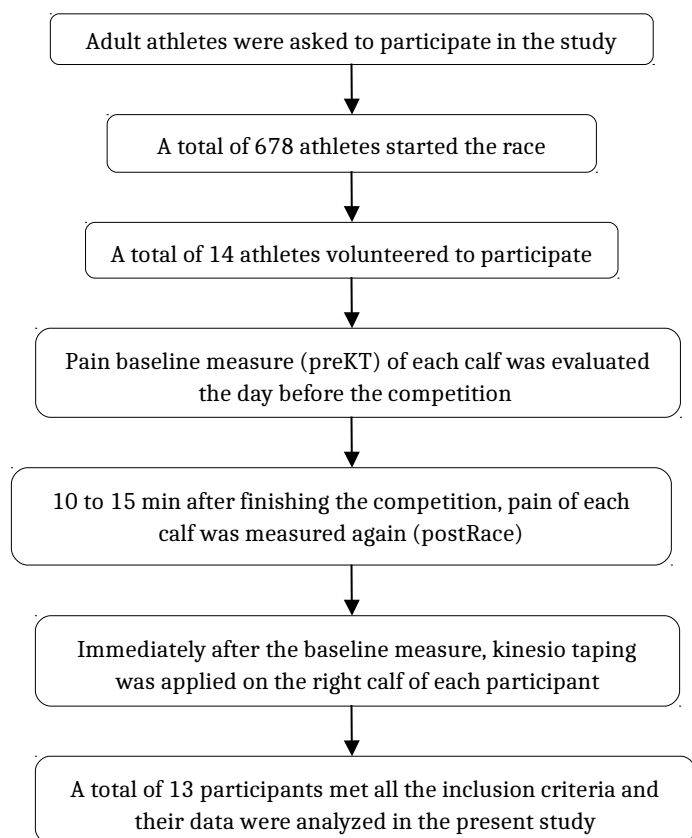 Adult athletes were asked to participate in the study
A total of 678 athletes started the race
A total of 14 athletes volunteered to participate
Pain baseline measure (preKT) of each calf was evaluated
the day before the competition
10 to 15 min after finishing the competition, pain of each
calf was measured again (postRace)
Immediately after the baseline measure, kinesio taping
was applied on the right calf of each participant
A total of 13 participants met all the inclusion criteria and
their data were analyzed in the present study